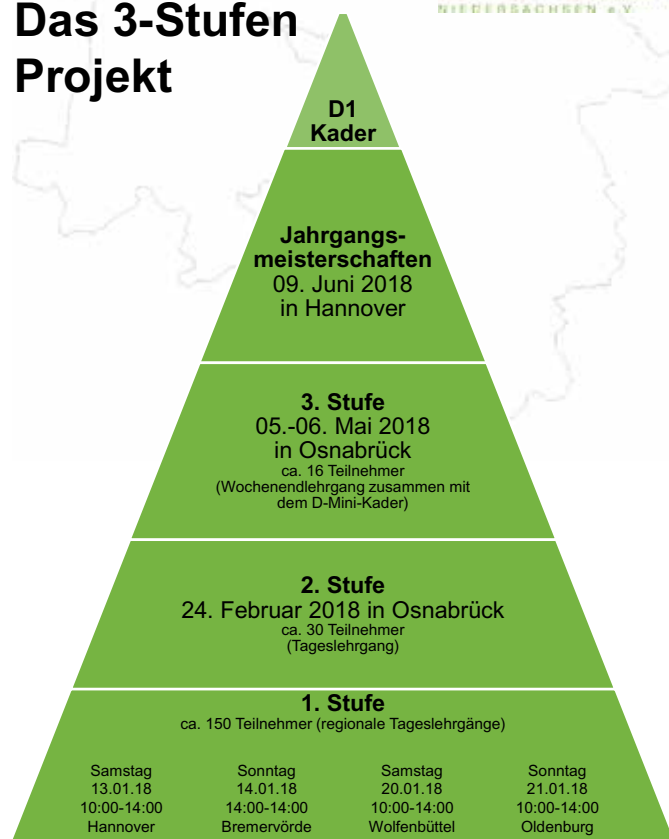 Das 3-Stufen
Projekt
NIEDERSACHSEN e.V.
D1
Kader
Jahrgangs-
meisterschaften
09. Juni 2018
in Hannover
3. Stufe
05.-06. Mai 2018
in Osnabrück
ca. 16 Teilnehmer
(Wochenendlehrgang zusammen mit
dem D-Mini-Kader)
2. Stufe
24. Februar 2018 in Osnabrück
ca. 30 Teilnehmer
(Tageslehrgang)
1. Stufe
ca. 150 Teilnehmer (regionale Tageslehrgänge)
Samstag
13.01.18
10:00-14:00
Hannover
Sonntag
14.01.18
14:00-14:00
Bremervörde
Samstag
20.01.18
10:00-14:00
Wolfenbüttel
Sonntag
21.01.18
10:00-14:00
Oldenburg